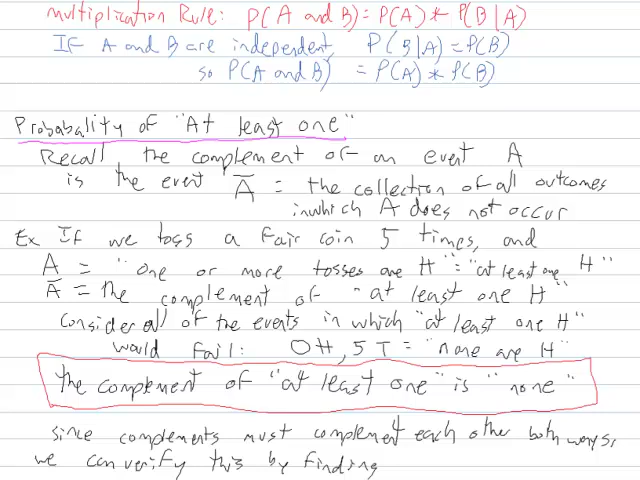 multiplication Rule: P(A and B) = P(A) * P(B|A)
IF A and B are independent, P(B|A) = P(B)
so P(A and B) = P(A) * P(B)
Probabality of "At least one"
Recall the complement of an event A
is the event A̅ = the collection of all outcomes
in which A does not occur
Ex If we toss a fair coin 5 times, and
A = "one or more tosses are H" = "at least one H"
A̅ = the complement of "at least one H"
Consider all of the events in which "at least one H"
would fail: 0H, 5T = "none are H"
the complement of "at least one" is "none"
since complements must complement each other both ways,
we can verify this by finding